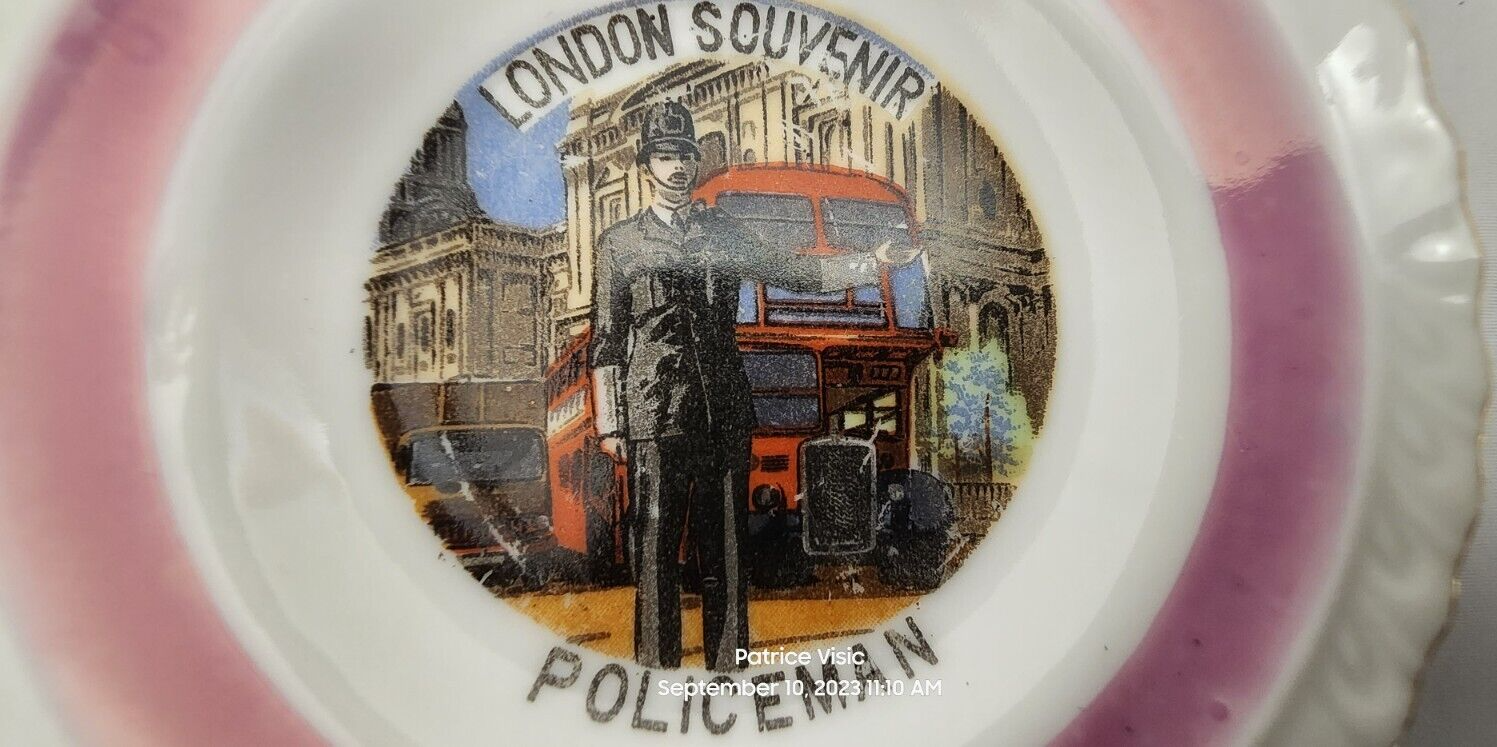 LONDON SOUVENIR
POLICEMAN
Patrice Visic
September 10, 2023 11:10 AM